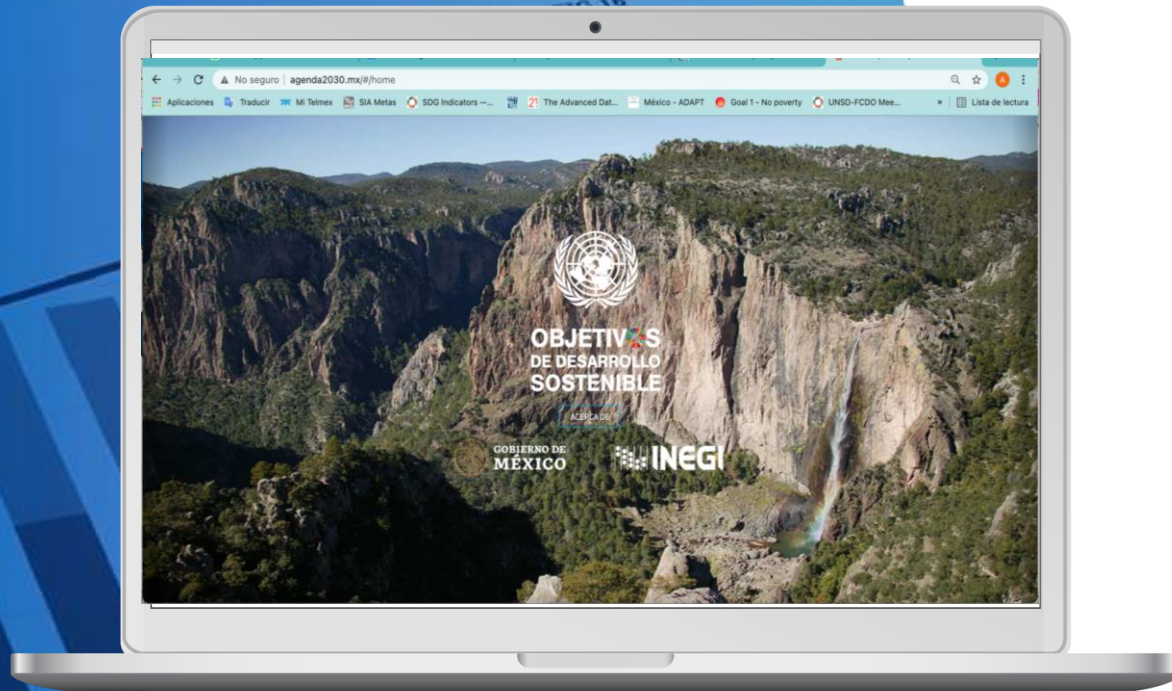 No seguro | agenda2030.mx/#/home
Aplicaciones Traducir Mi Telmex SIA Metas SDG Indicators —... 21 The Advanced Dat... México - ADAPT Goal 1 - No poverty UNSD-FCDO Mee... » Lista de lectura
OBJETIVOS
DE DESARROLLO
SOSTENIBLE
ACERCA DE
GOBIERNO DE
MÉXICO
INEGI